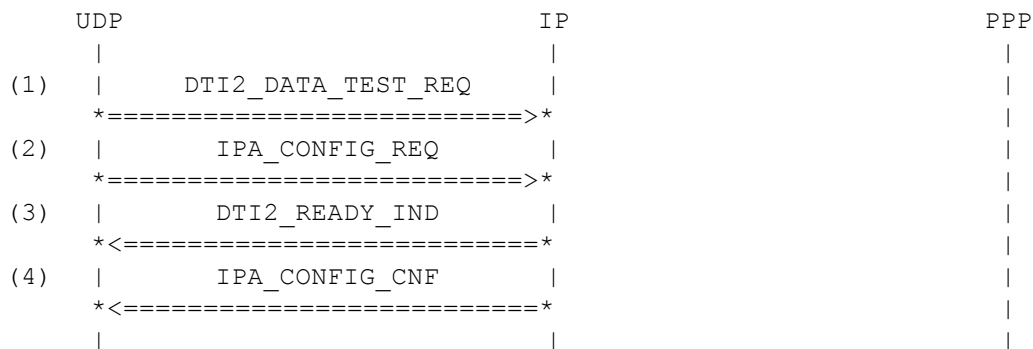 UDP IP PPP
(1) DTI2_DATA_TEST_REQ
*==========================>*
(2) IPA_CONFIG_REQ
*==========================>*
(3) DTI2_READY_IND
*<==========================*
(4) IPA_CONFIG_CNF
*<==========================*